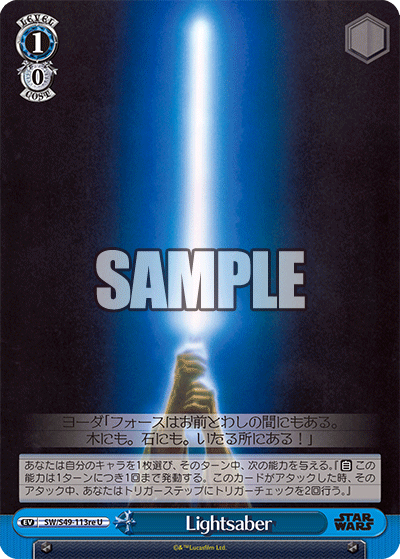 LEVEL
1
0
COST
SAMPLE
ヨーダ「フォースはお前とわしの間にもある。
木にも。石にも。いたる所にある！」
あなたは自分のキャラを1枚選び、そのターン中、次の能力を与える。『【自】 この
能力は1ターンにつき1回まで発動する。このカードがアタックした時、その
アタック中、あなたはトリガーステップにトリガーチェックを2回行う。』
EV SW/S49-113re U
Lightsaber
STAR WARS
©&™Lucasfilm Ltd.